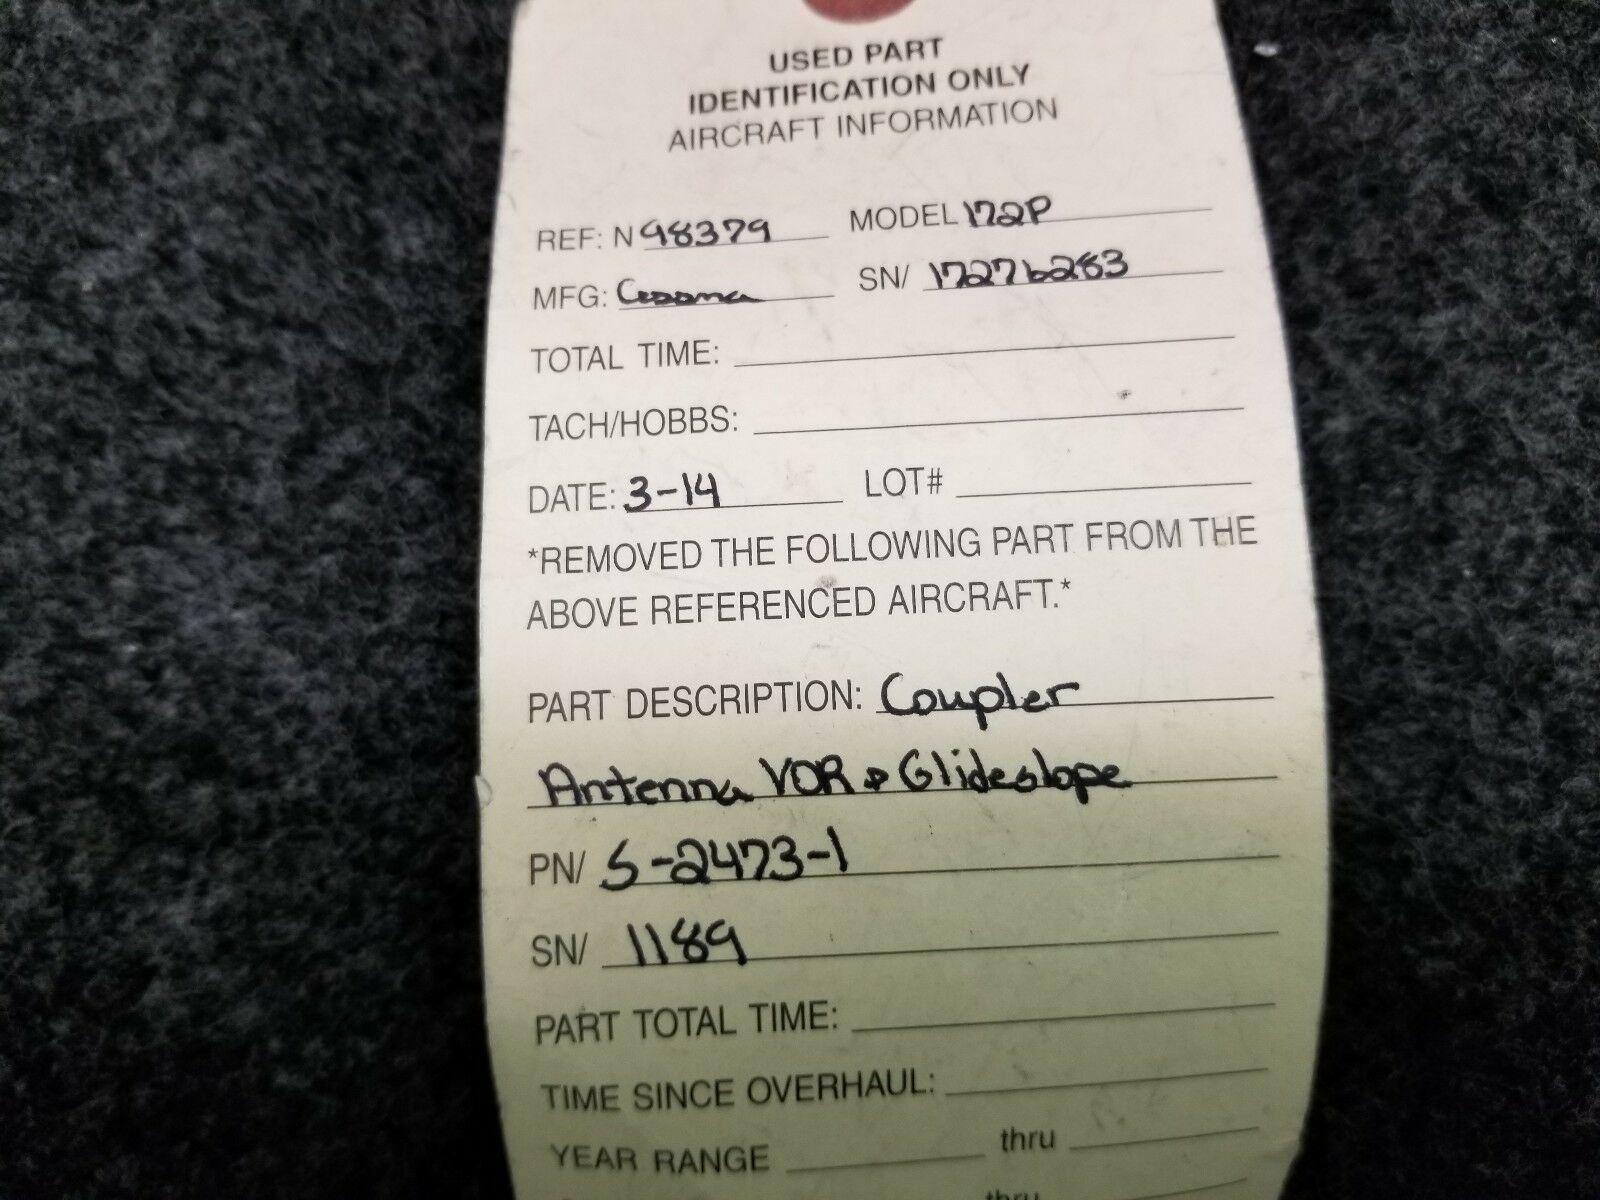 USED PART
IDENTIFICATION ONLY
AIRCRAFT INFORMATION
REF: N 98379 MODEL 172P
MFG: Cessna SN/ 17276283
TOTAL TIME:
TACH/HOBBS:
DATE: 3-14 LOT#
*REMOVED THE FOLLOWING PART FROM THE
ABOVE REFERENCED AIRCRAFT.*
PART DESCRIPTION: Coupler
Antenna VOR & Glideslope
PN/ S-2473-1
SN/ 1189
PART TOTAL TIME:
TIME SINCE OVERHAUL:
YEAR RANGE thru
thru